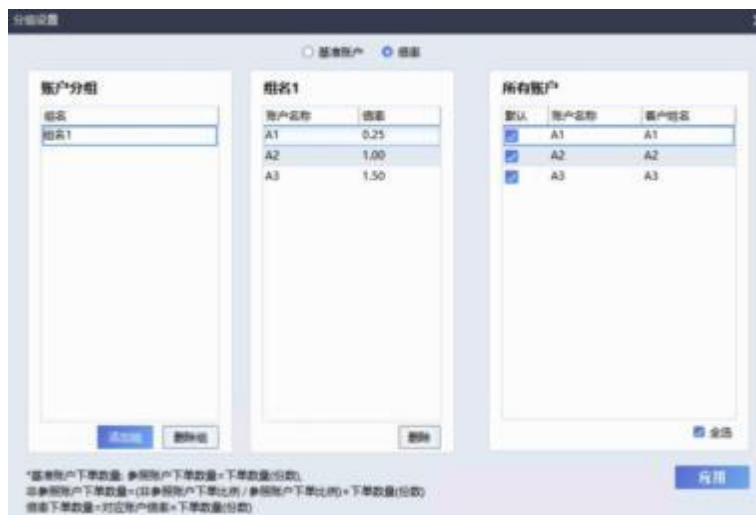 分组设置
基准账户 倍率
账户分组
组名
组名1
添加组 删除组
组名1
账户名称 倍率
A1 0.25
A2 1.00
A3 1.50
删除
所有账户
默认 账户名称 客户组名
A1 A1
A2 A2
A3 A3
全选
*基准账户下单数量: 参照账户下单数量=下单数量(份数),
非参照账户下单数量=(非参照账户下单比例 / 参照账户下单比例)*下单数量(份数)
倍率下单数量=对应账户倍率*下单数量(份数)
应用